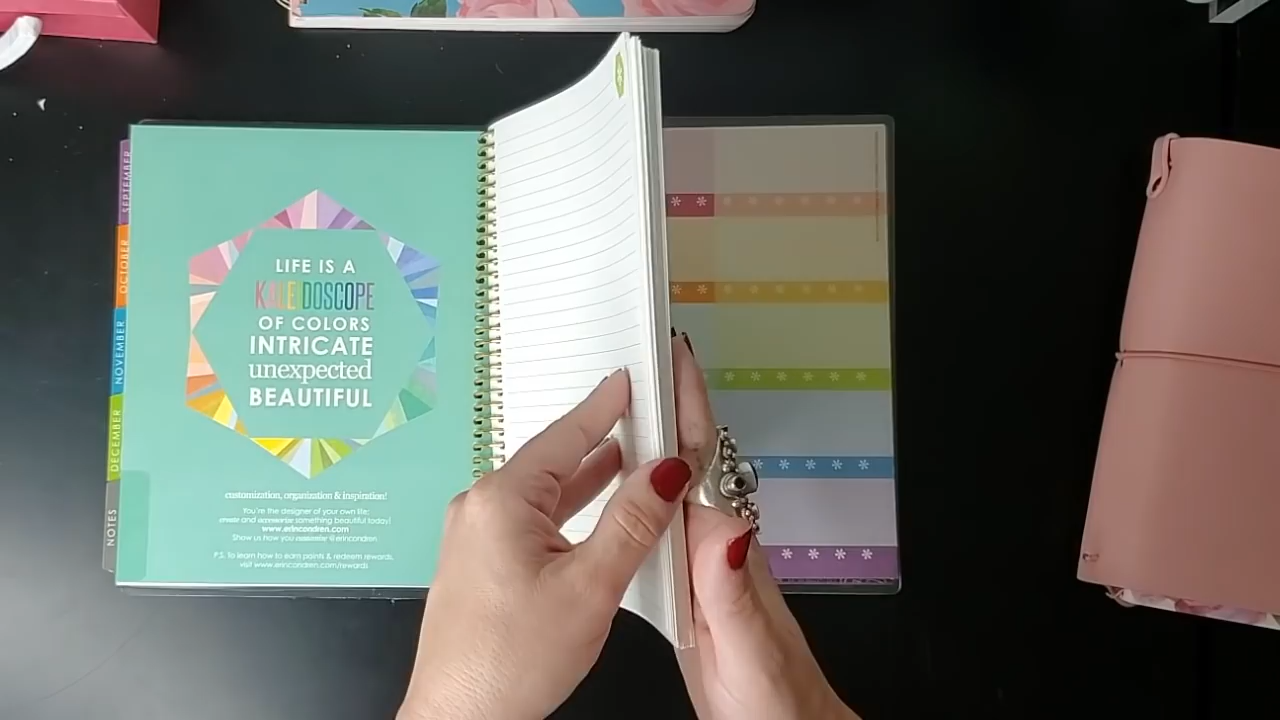 SEPTEMBER
OCTOBER
NOVEMBER
DECEMBER
NOTES
LIFE IS A
KALEIDOSCOPE
OF COLORS
INTRICATE
unexpected
BEAUTIFUL
customization, organization & inspiration!
You're the designer of your own life:
create and accessorize something beautiful today!
www.erincondren.com
Show us how you customize @erincondren
P.S. To learn how to earn points & redeem rewards,
visit www.erincondren.com/rewards